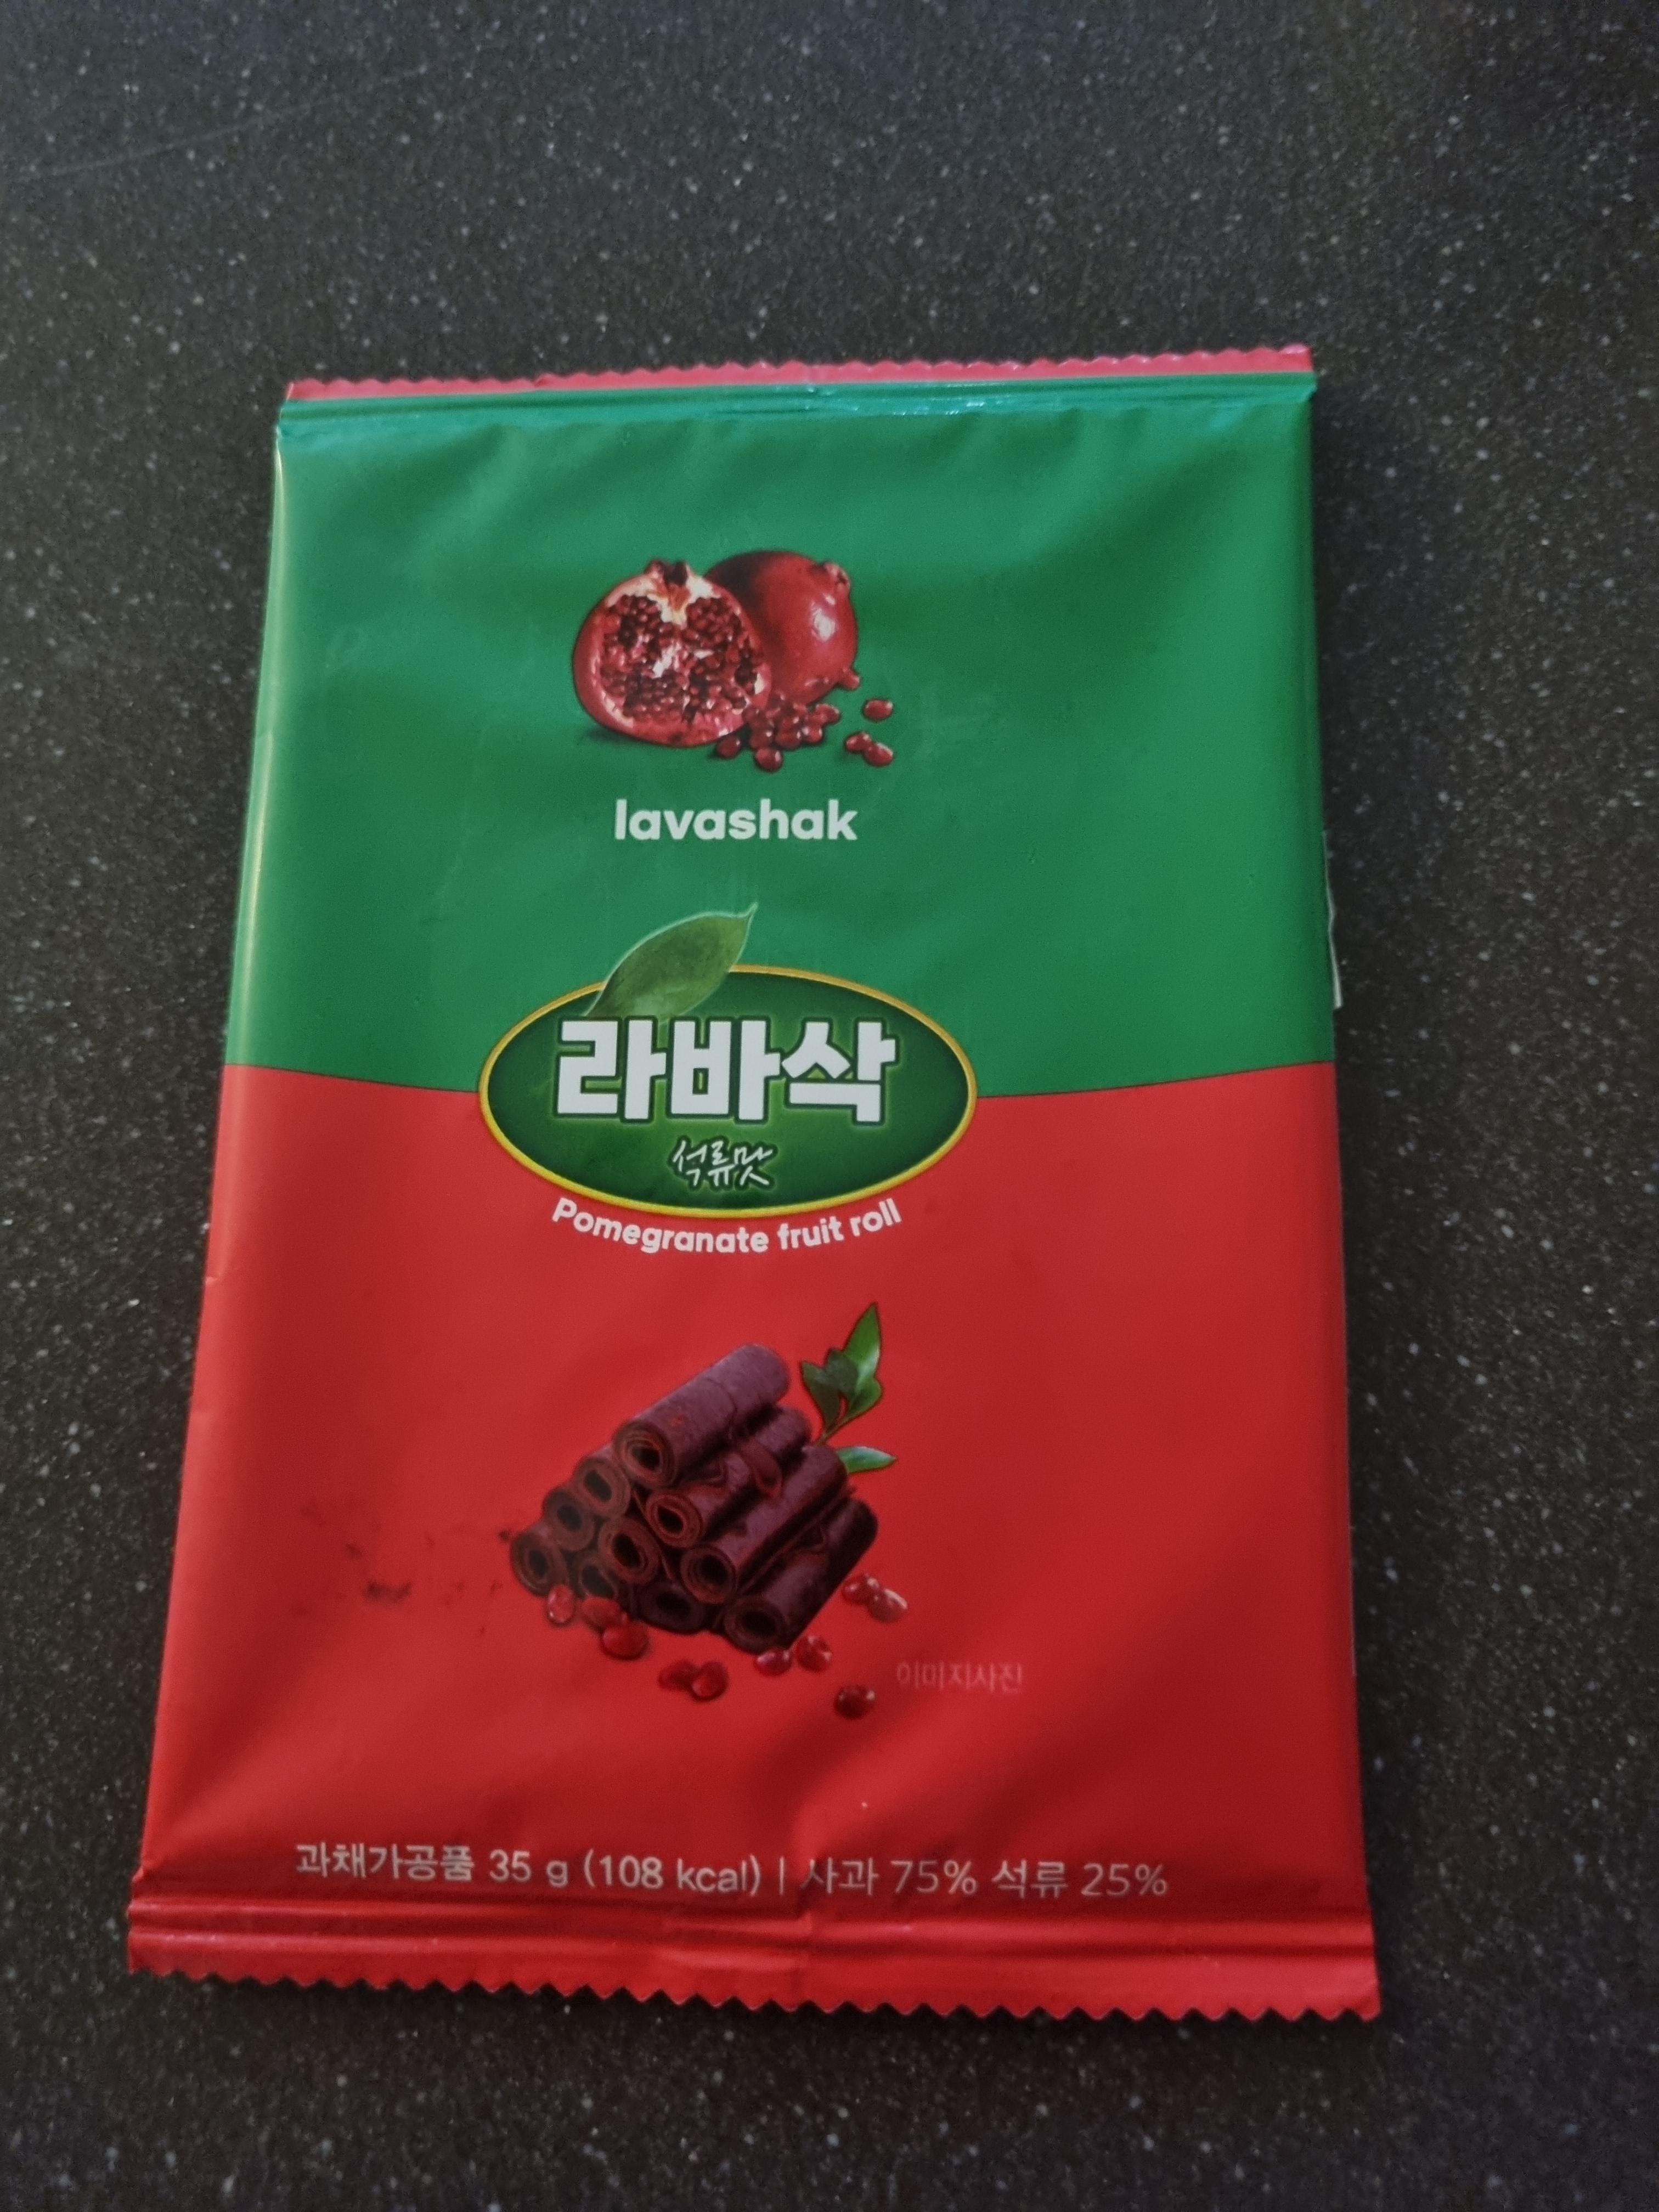 lavashak
라바삭
석류맛
Pomegranate fruit roll
이미지사진
과채가공품 35 g (108 kcal) | 사과 75% 석류 25%